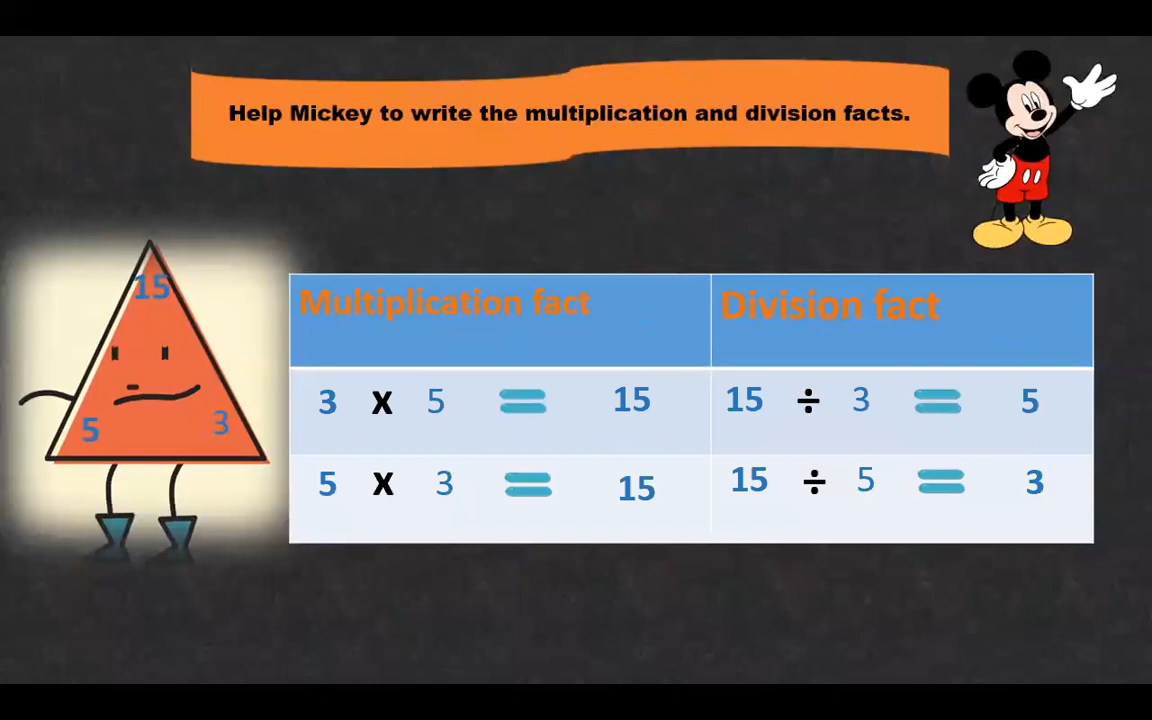 Help Mickey to write the multiplication and division facts.
15
5 3
Multiplication fact Division fact
3 x 5 = 15 15 ÷ 3 = 5
5 x 3 = 15 15 ÷ 5 = 3